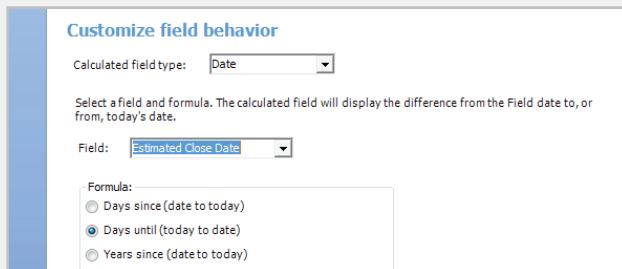 Customize field behavior
Calculated field type: Date
Select a field and formula. The calculated field will display the difference from the Field date to, or
from, today's date.
Field: Estimated Close Date
Formula:
Days since (date to today)
Days until (today to date)
Years since (date to today)